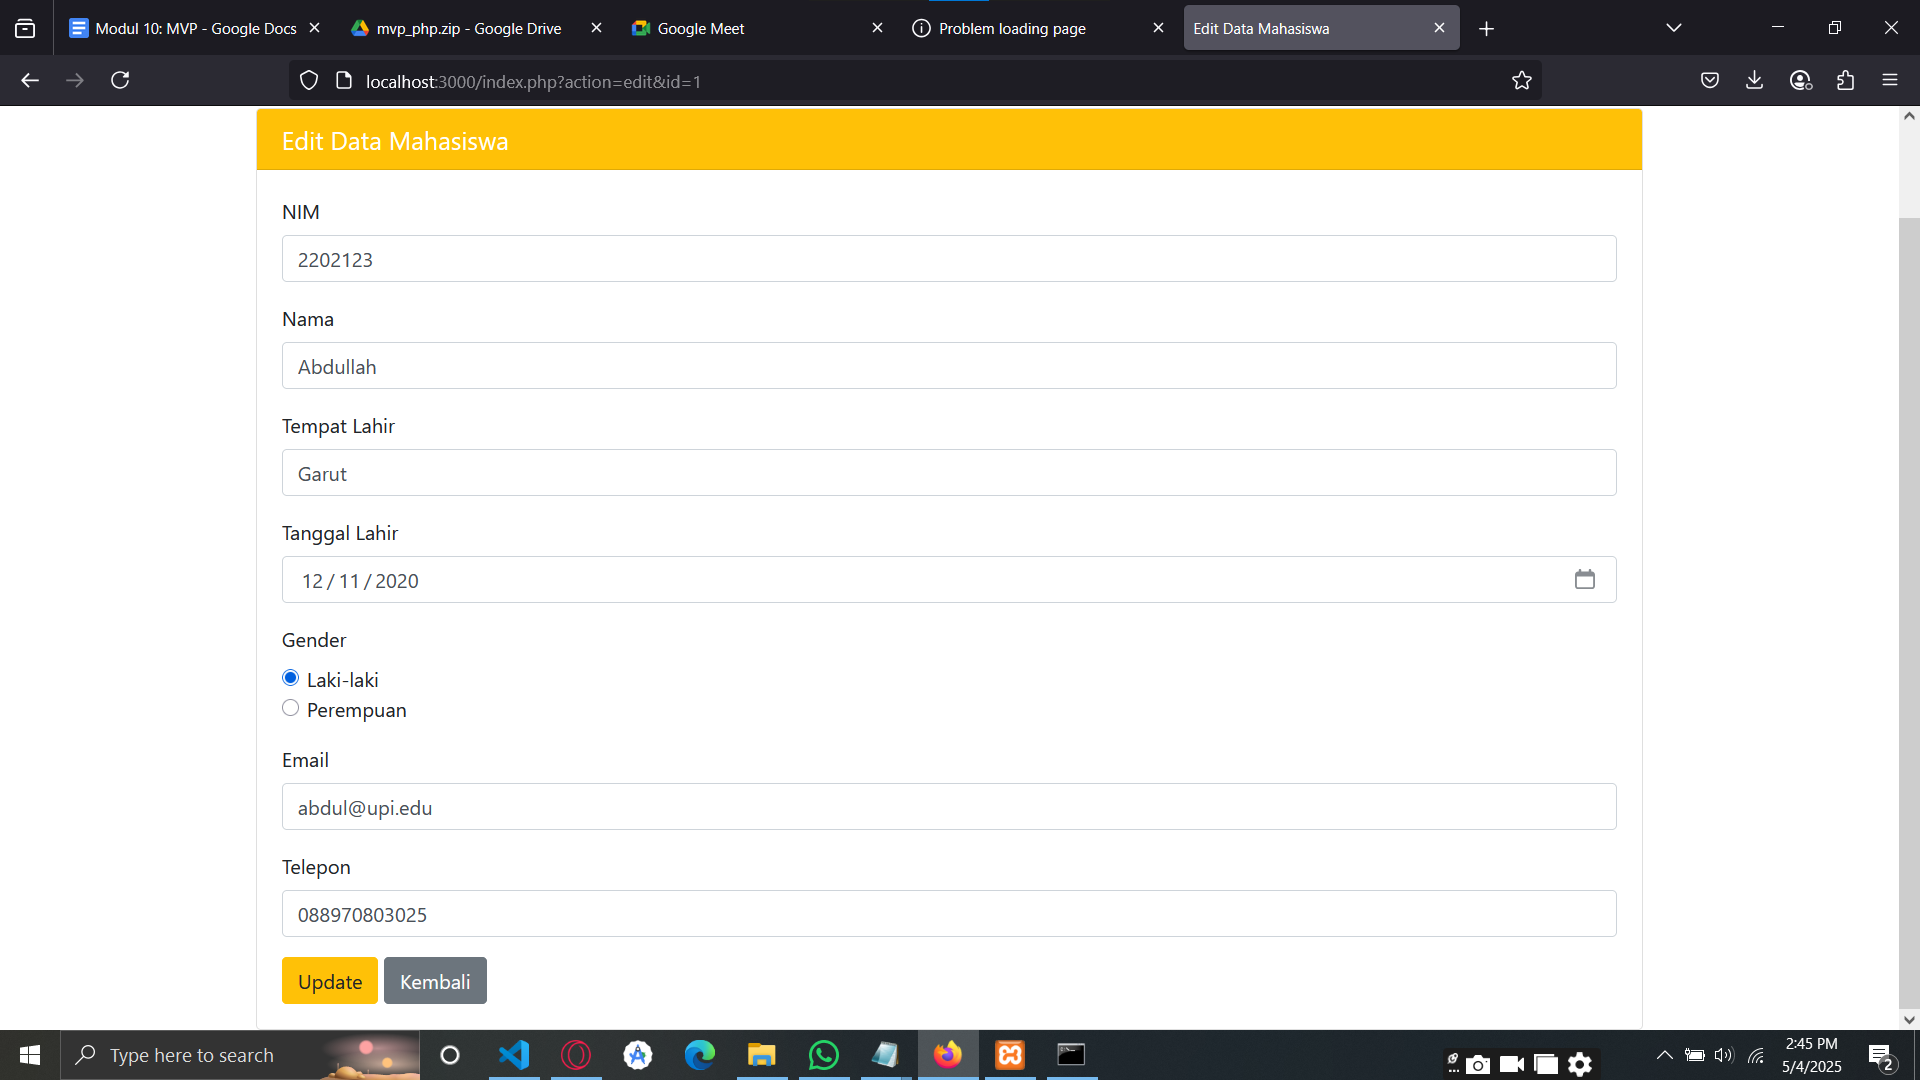 Modul 10: MVP - Google Docs
mvp_php.zip - Google Drive
Google Meet
Problem loading page
Edit Data Mahasiswa
localhost:3000/index.php?action=edit&id=1
Edit Data Mahasiswa
NIM
2202123
Nama
Abdullah
Tempat Lahir
Garut
Tanggal Lahir
12 / 11 / 2020
Gender
Laki-laki
Perempuan
Email
abdul@upi.edu
Telepon
088970803025
Update
Kembali
Type here to search
2:45 PM
5/4/2025
2